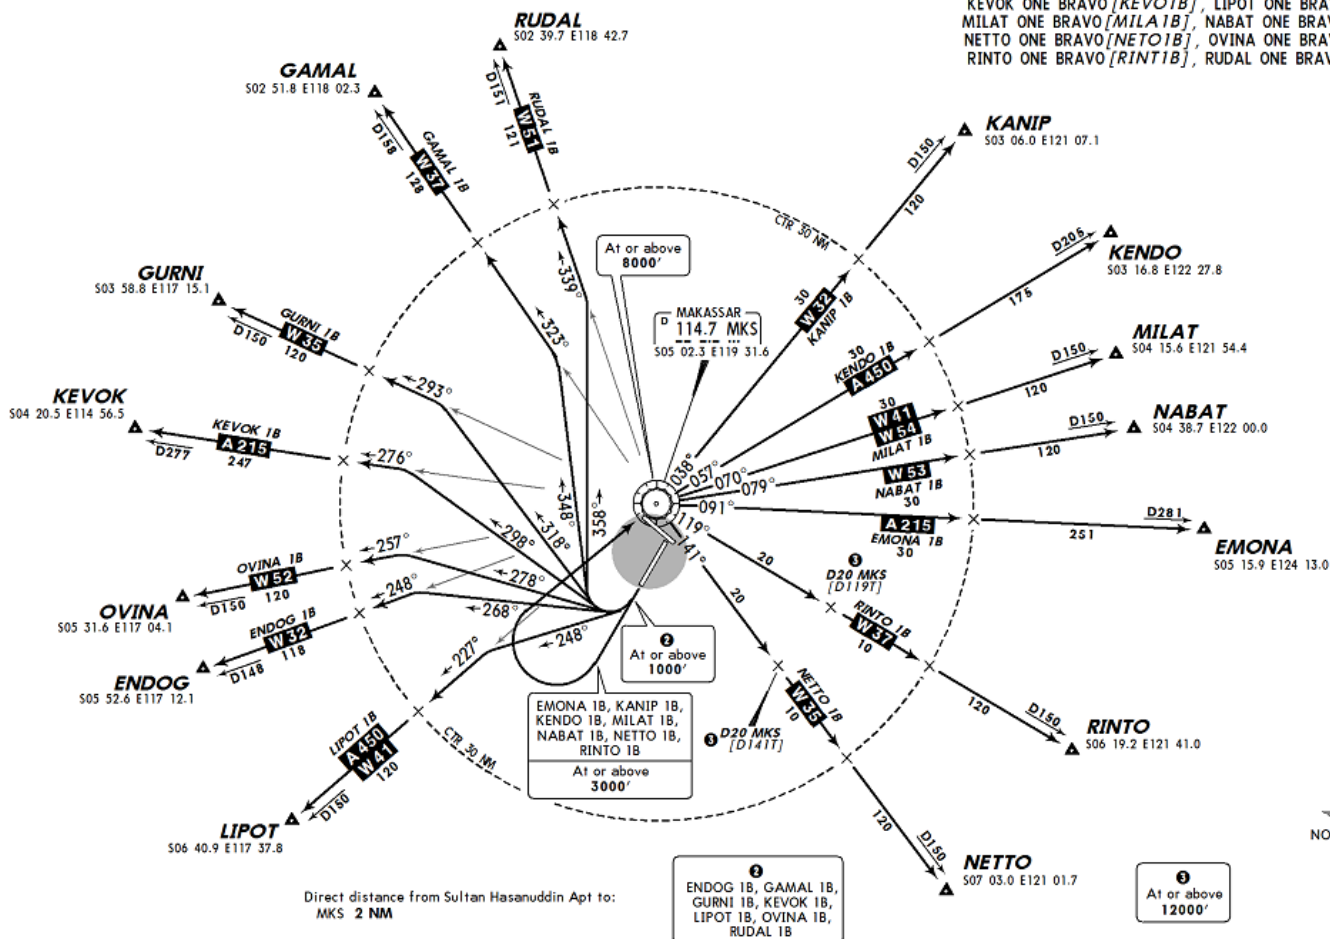 KEVOK ONE BRAVO [KEVO1B], LIPOT ONE BRA
MILAT ONE BRAVO [MILA1B], NABAT ONE BRAV
NETTO ONE BRAVO [NETO1B], OVINA ONE BRAV
RINTO ONE BRAVO [RINT1B], RUDAL ONE BRAV
RUDAL
S02 39.7 E118 42.7
D151
RUDAL 1B
W51
121
GAMAL
S02 51.8 E118 02.3
D158
GAMAL 1B
W37
128
KANIP
S03 06.0 E121 07.1
D150
120
CTR 30 NM
30
W32
KANIP 1B
KENDO
S03 16.8 E122 27.8
D205
175
30
KENDO 1B
A450
GURNI
S03 58.8 E117 15.1
GURNI 1B
W35
D150
120
At or above
8000'
MAKASSAR
D 114.7 MKS
S05 02.3 E119 31.6
MILAT
S04 15.6 E121 54.4
D150
120
30
W41
W54
MILAT 1B
KEVOK
S04 20.5 E114 56.5
KEVOK 1B
A215
D277
247
NABAT
S04 38.7 E122 00.0
D150
120
W53
NABAT 1B
30
339°
323°
293°
276°
257°
248°
227°
358°
348°
318°
298°
278°
268°
248°
038°
057°
070°
079°
091°
119°
141°
A215
EMONA 1B
30
D281
251
EMONA
S05 15.9 E124 13.0
OVINA 1B
W52
D150
120
OVINA
S05 31.6 E117 04.1
ENDOG 1B
W32
D148
118
ENDOG
S05 52.6 E117 12.1
20
20
3
D20 MKS
[D119T]
RINTO 1B
W37
10
D150
120
RINTO
S06 19.2 E121 41.0
2
At or above
1000'
EMONA 1B, KANIP 1B,
KENDO 1B, MILAT 1B,
NABAT 1B, NETTO 1B,
RINTO 1B
At or above
3000'
3 D20 MKS
[D141T]
NETTO 1B
W35
10
LIPOT 1B
A450
W41
120
D150
CTR 30 NM
LIPOT
S06 40.9 E117 37.8
120
D150
NETTO
S07 03.0 E121 01.7
NO
Direct distance from Sultan Hasanuddin Apt to:
MKS 2 NM
2
ENDOG 1B, GAMAL 1B,
GURNI 1B, KEVOK 1B,
LIPOT 1B, OVINA 1B,
RUDAL 1B
3
At or above
12000'